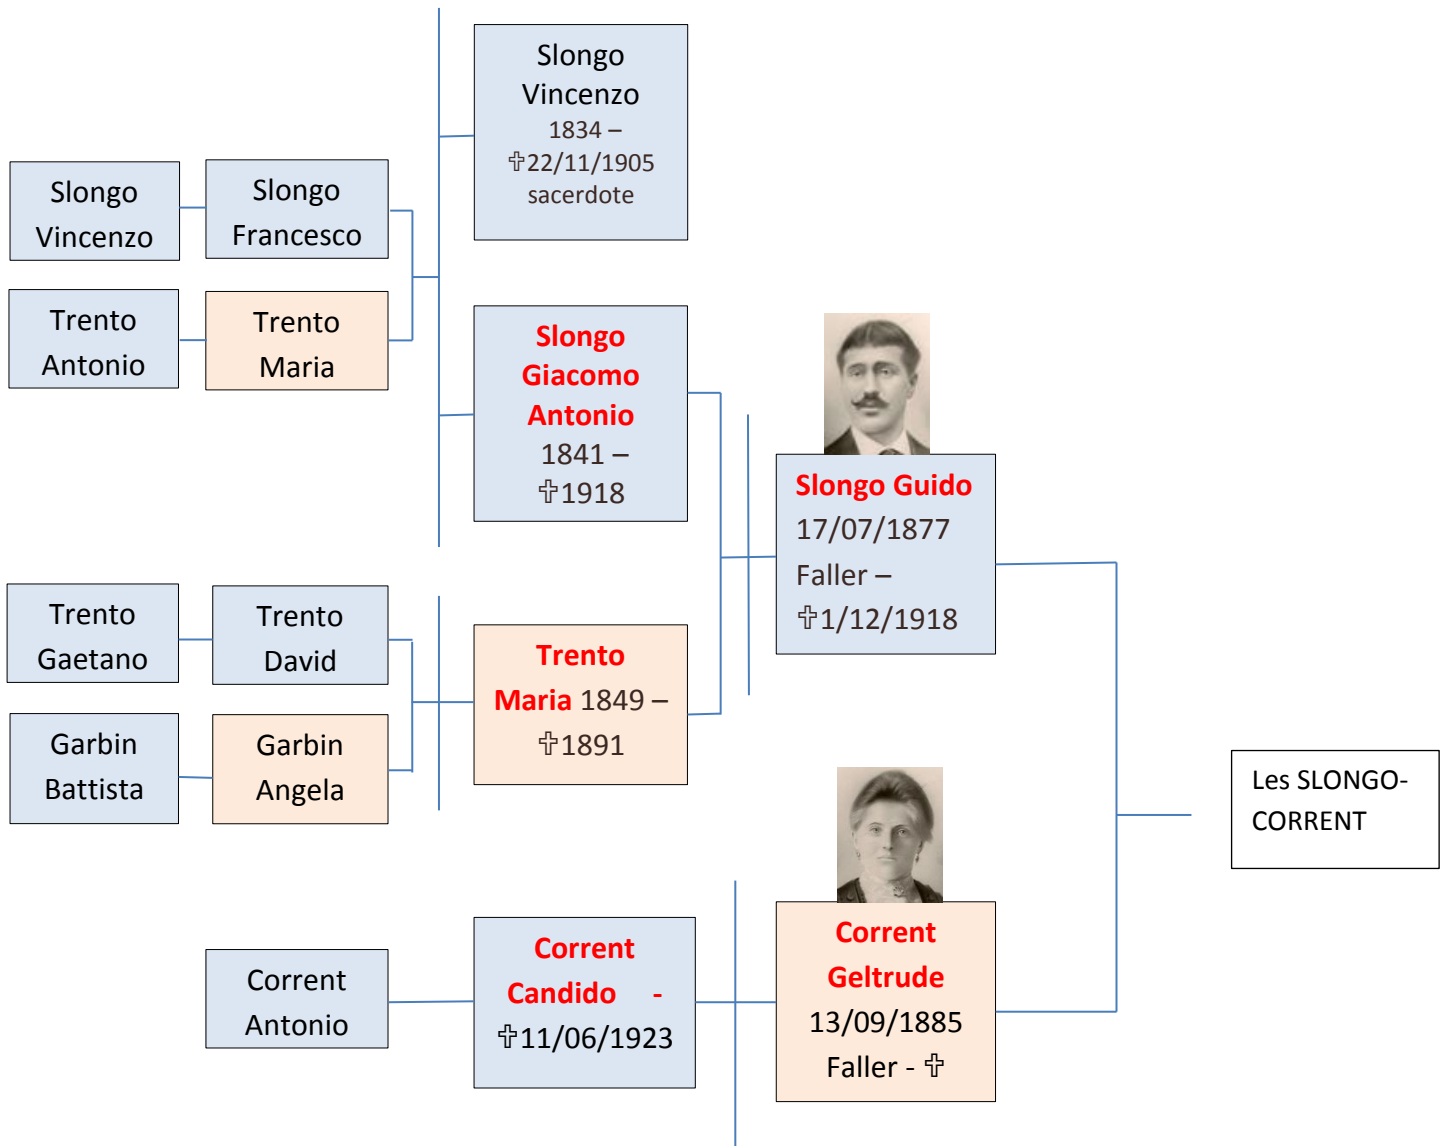 Slongo
Vincenzo
1834 –
✞22/11/1905
sacerdote
Slongo
Vincenzo
Slongo
Francesco
Trento
Antonio
Trento
Maria
Slongo
Giacomo
Antonio
1841 –
✞1918
Slongo Guido
17/07/1877
Faller –
✞1/12/1918
Trento
Gaetano
Trento
David
Trento
Maria 1849 –
✞1891
Garbin
Battista
Garbin
Angela
Les SLONGO-
CORRENT
Corrent
Antonio
Corrent
Candido -
✞11/06/1923
Corrent
Geltrude
13/09/1885
Faller - ✞